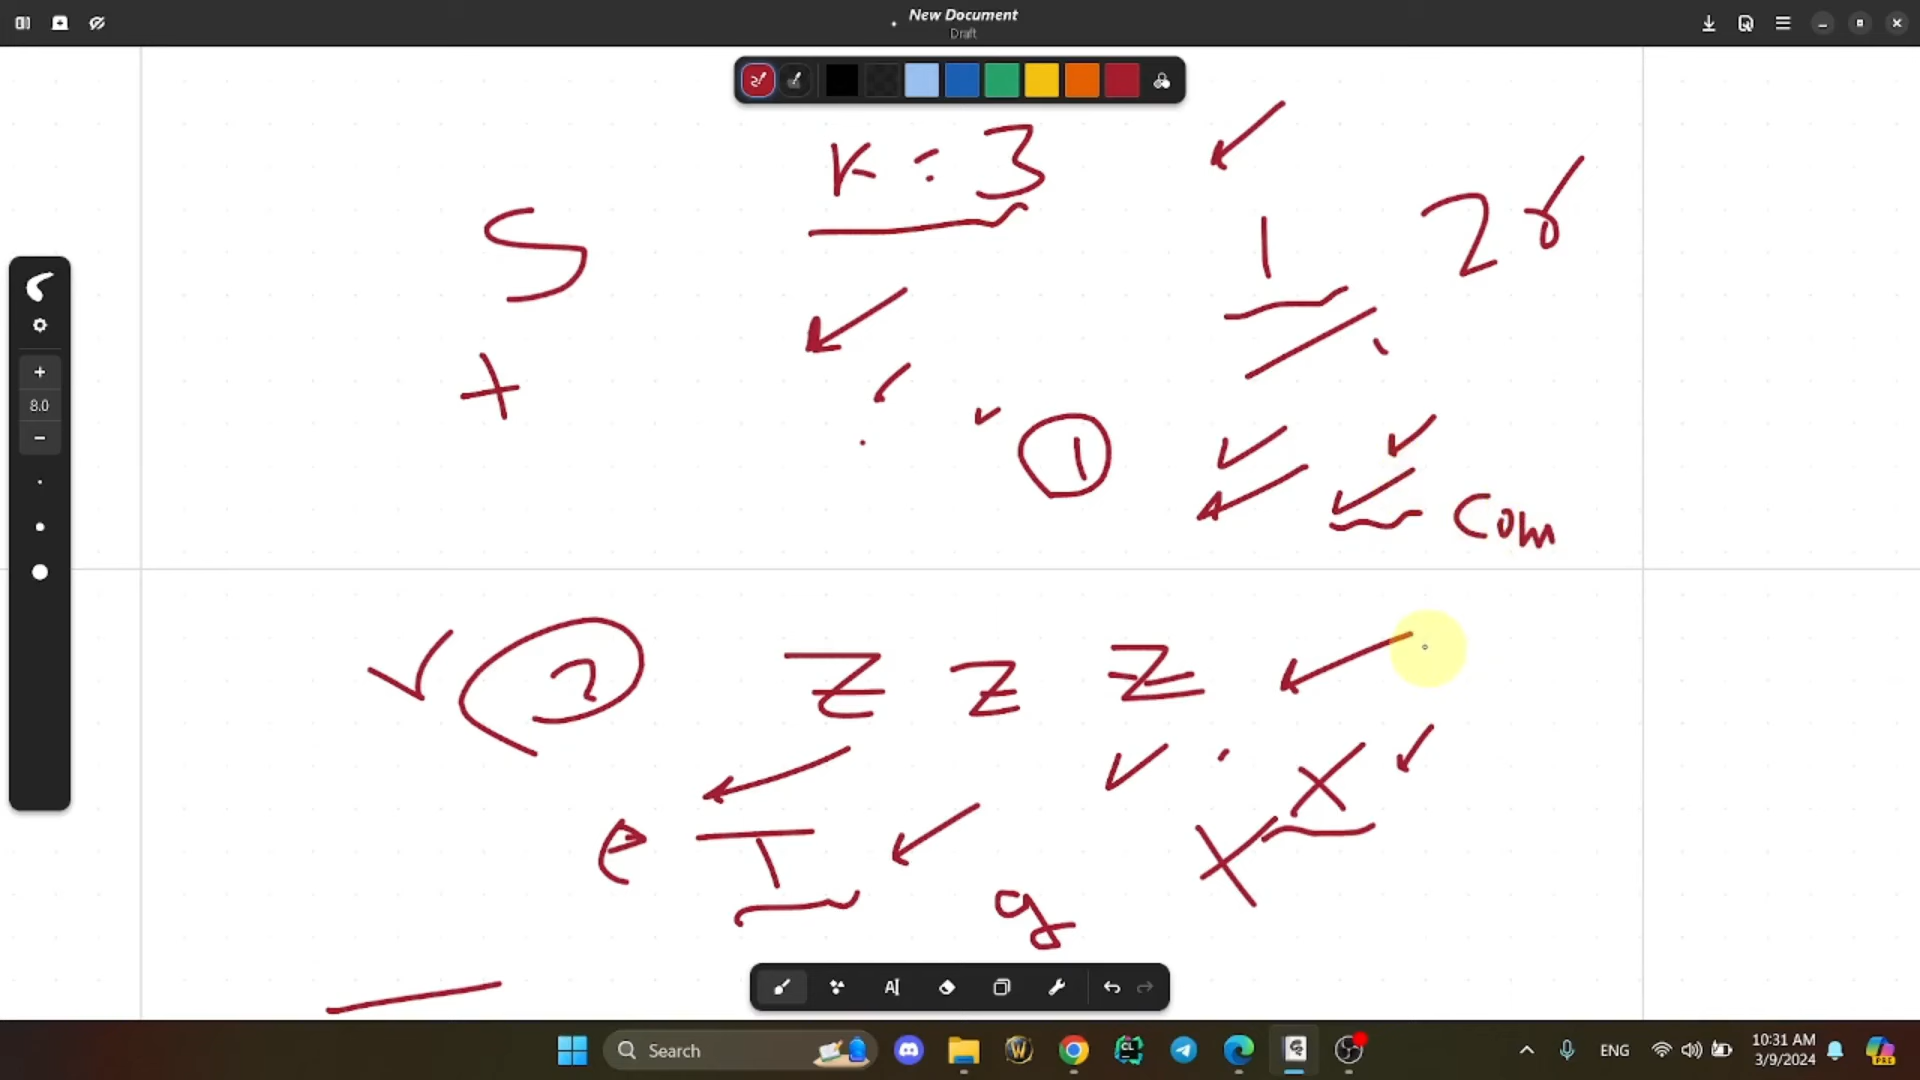 New Document
Draft
K : 3
S
1
2
8.0
1
Com
2
Z Z Z
X
X
e
T
g
Search
ENG
10:31 AM
3/9/2024
PRE